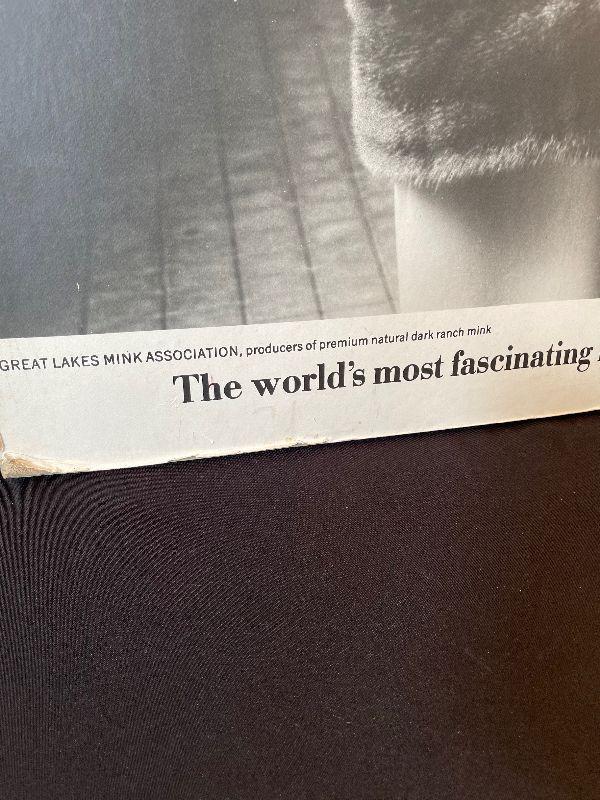 GREAT LAKES MINK ASSOCIATION, producers of premium natural dark ranch mink
The world's most fascinating